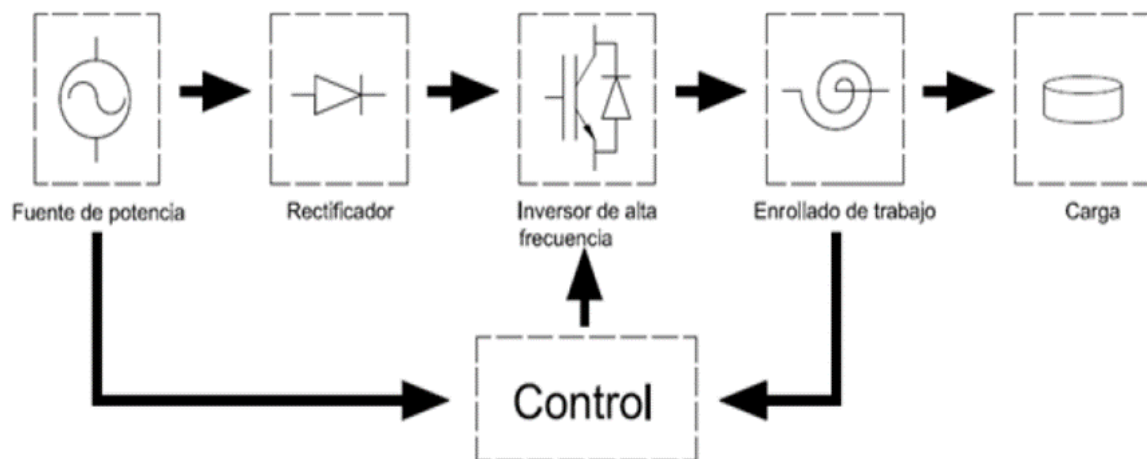 Fuente de potencia
Rectificador
Inversor de alta
frecuencia
Enrollado de trabajo
Carga
Control